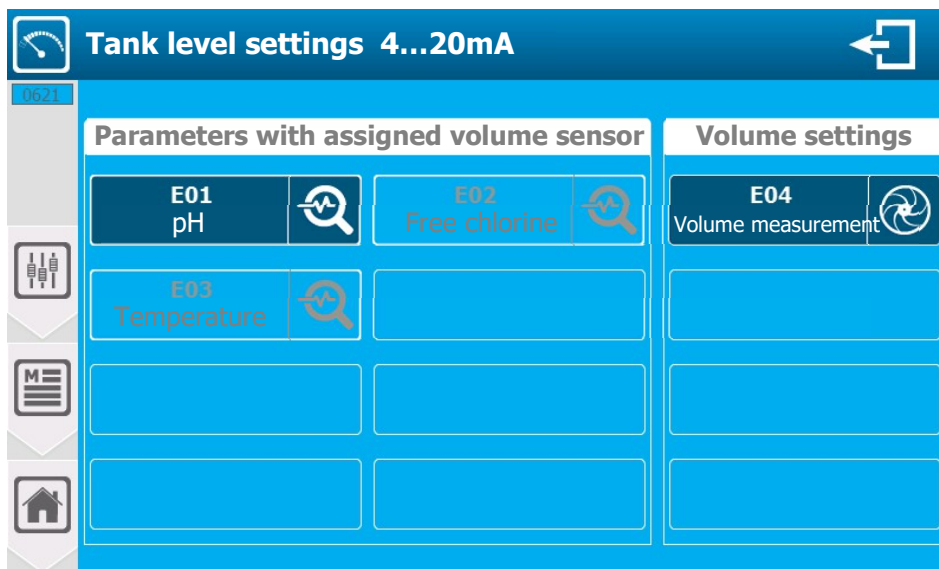 Tank level settings 4...20mA
0621
Parameters with assigned volume sensor
Volume settings
E01
pH
E02
Free chlorine
E04
Volume measurement
E03
Temperature
M